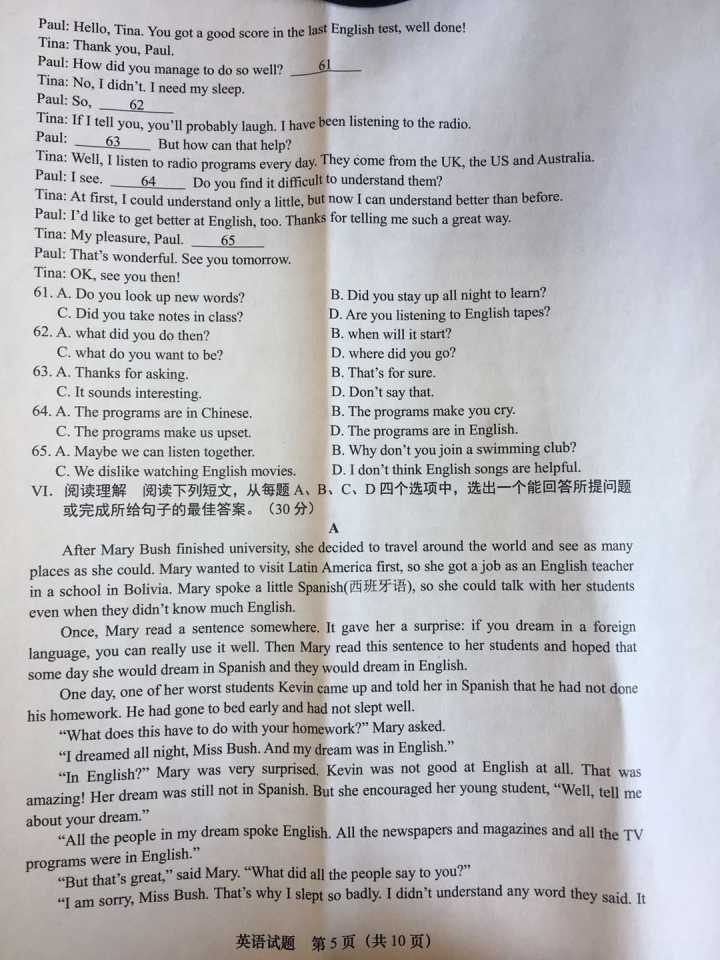 Paul: Hello, Tina. You got a good score in the last English test, well done!
Tina: Thank you, Paul.
Paul: How did you manage to do so well? 61
Tina: No, I didn't. I need my sleep.
Paul: So, 62
Tina: If I tell you, you'll probably laugh. I have been listening to the radio.
Paul: 63 But how can that help?
Tina: Well, I listen to radio programs every day. They come from the UK, the US and Australia.
Paul: I see. 64 Do you find it difficult to understand them?
Tina: At first, I could understand only a little, but now I can understand better than before.
Paul: I'd like to get better at English, too. Thanks for telling me such a great way.
Tina: My pleasure, Paul. 65
Paul: That's wonderful. See you tomorrow.
Tina: OK, see you then!
61. A. Do you look up new words? B. Did you stay up all night to learn?
C. Did you take notes in class? D. Are you listening to English tapes?
62. A. what did you do then? B. when will it start?
C. what do you want to be? D. where did you go?
63. A. Thanks for asking. B. That's for sure.
C. It sounds interesting. D. Don't say that.
64. A. The programs are in Chinese. B. The programs make you cry.
C. The programs make us upset. D. The programs are in English.
65. A. Maybe we can listen together. B. Why don't you join a swimming club?
C. We dislike watching English movies. D. I don't think English songs are helpful.
VI. 阅读理解 阅读下列短文，从每题 A、B、C、D 四个选项中，选出一个能回答所提问题
或完成所给句子的最佳答案。（30 分）
A
After Mary Bush finished university, she decided to travel around the world and see as many
places as she could. Mary wanted to visit Latin America first, so she got a job as an English teacher
in a school in Bolivia. Mary spoke a little Spanish(西班牙语), so she could talk with her students
even when they didn't know much English.
Once, Mary read a sentence somewhere. It gave her a surprise: if you dream in a foreign
language, you can really use it well. Then Mary read this sentence to her students and hoped that
some day she would dream in Spanish and they would dream in English.
One day, one of her worst students Kevin came up and told her in Spanish that he had not done
his homework. He had gone to bed early and had not slept well.
"What does this have to do with your homework?" Mary asked.
"I dreamed all night, Miss Bush. And my dream was in English."
"In English?" Mary was very surprised. Kevin was not good at English at all. That was
amazing! Her dream was still not in Spanish. But she encouraged her young student, "Well, tell me
about your dream."
"All the people in my dream spoke English. All the newspapers and magazines and all the TV
programs were in English."
"But that's great," said Mary. "What did all the people say to you?"
"I am sorry, Miss Bush. That's why I slept so badly. I didn't understand any word they said. It
英语试题 第 5 页（共 10 页）